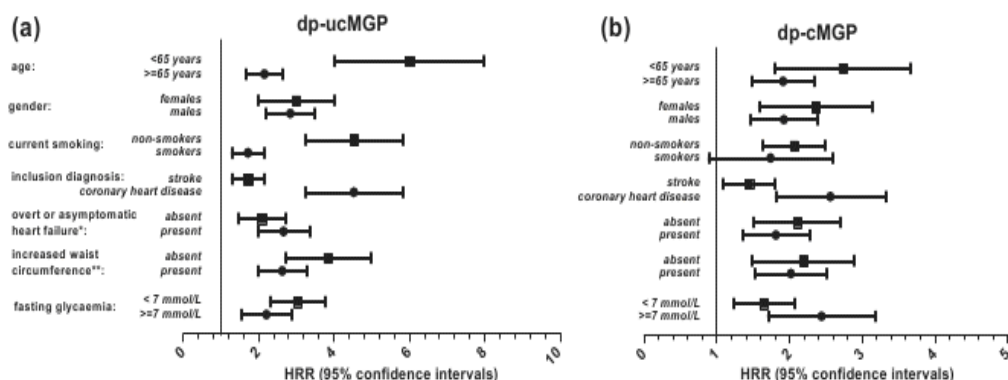 (a) dp-ucMGP
age: <65 years
>=65 years
gender: females
males
current smoking: non-smokers
smokers
inclusion diagnosis: stroke
coronary heart disease
overt or asymptomatic absent
heart failure*: present
increased waist absent
circumference**: present
fasting glycaemia: < 7 mmol/L
>=7 mmol/L
0 2 4 6 8 10
HRR (95% confidence intervals)
(b) dp-cMGP
<65 years
>=65 years
females
males
non-smokers
smokers
stroke
coronary heart disease
absent
present
absent
present
< 7 mmol/L
>=7 mmol/L
0 1 2 3 4 5
HRR (95% confidence intervals)